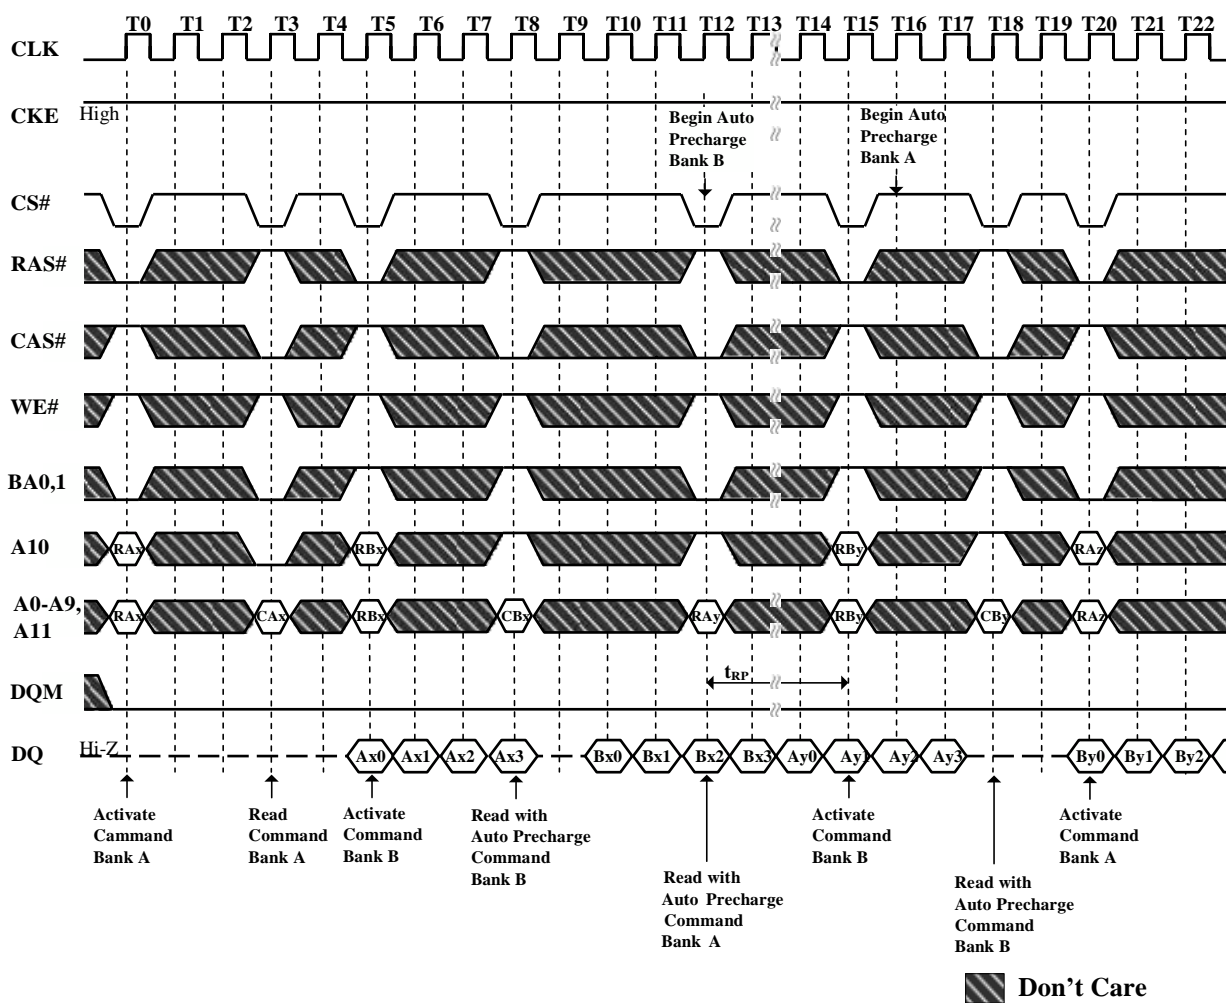 T0 T1 T2 T3 T4 T5 T6 T7 T8 T9 T10 T11 T12 T13 T14 T15 T16 T17 T18 T19 T20 T21 T22
CLK
CKE High
Begin Auto
Precharge
Bank B
Begin Auto
Precharge
Bank A
CS#
RAS#
CAS#
WE#
BA0,1
A10 RAx RBx RBy RAz
A0-A9,
A11
RAx CAx RBx CBx RAy RBy CBy RAz
tRP
DQM
DQ Hi-Z Ax0 Ax1 Ax2 Ax3 Bx0 Bx1 Bx2 Bx3 Ay0 Ay1 Ay2 Ay3 By0 By1 By2
Activate
Cammand
Bank A
Read
Command
Bank A
Activate
Command
Bank B
Read with
Auto Precharge
Command
Bank B
Read with
Auto Precharge
Command
Bank A
Activate
Command
Bank B
Read with
Auto Precharge
Command
Bank B
Activate
Command
Bank A
Don't Care